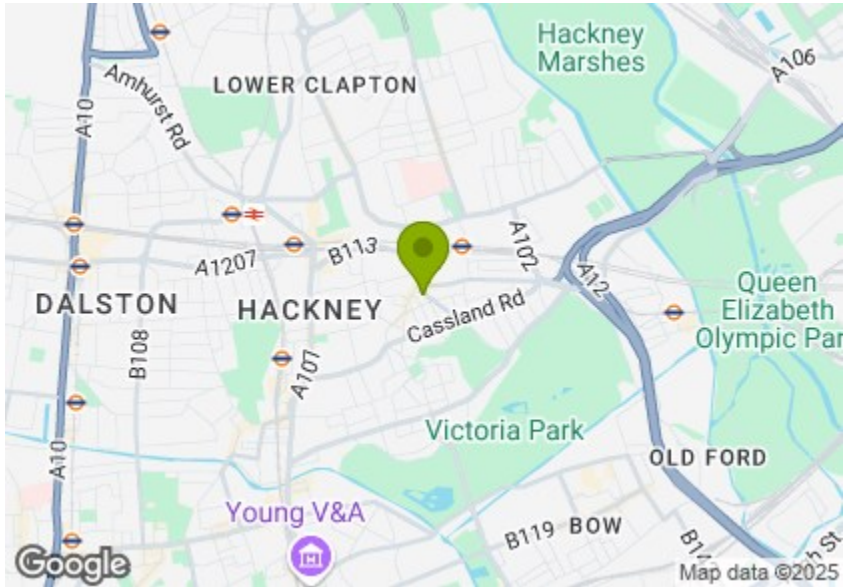 Hackney
Marshes
A106
Amhurst Rd
LOWER CLAPTON
A10
A102
B113
A1207
A12
Queen
Elizabeth
Olympic Par
DALSTON
HACKNEY
Cassland Rd
B108
A107
Victoria Park
OLD FORD
A10
Young V&A
B119
BOW
Google
Map data ©2025